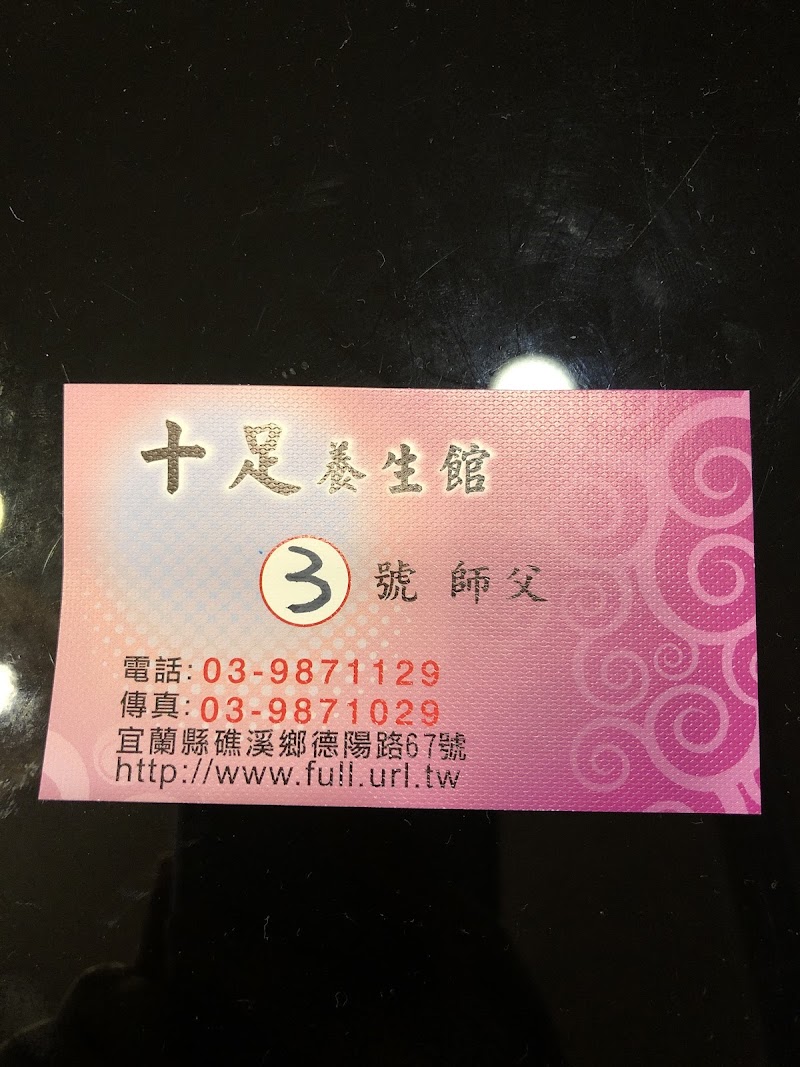 十足養生館
3 號 師父
電話：03-9871129
傳真：03-9871029
宜蘭縣礁溪鄉德陽路67號
http://www.full.url.tw